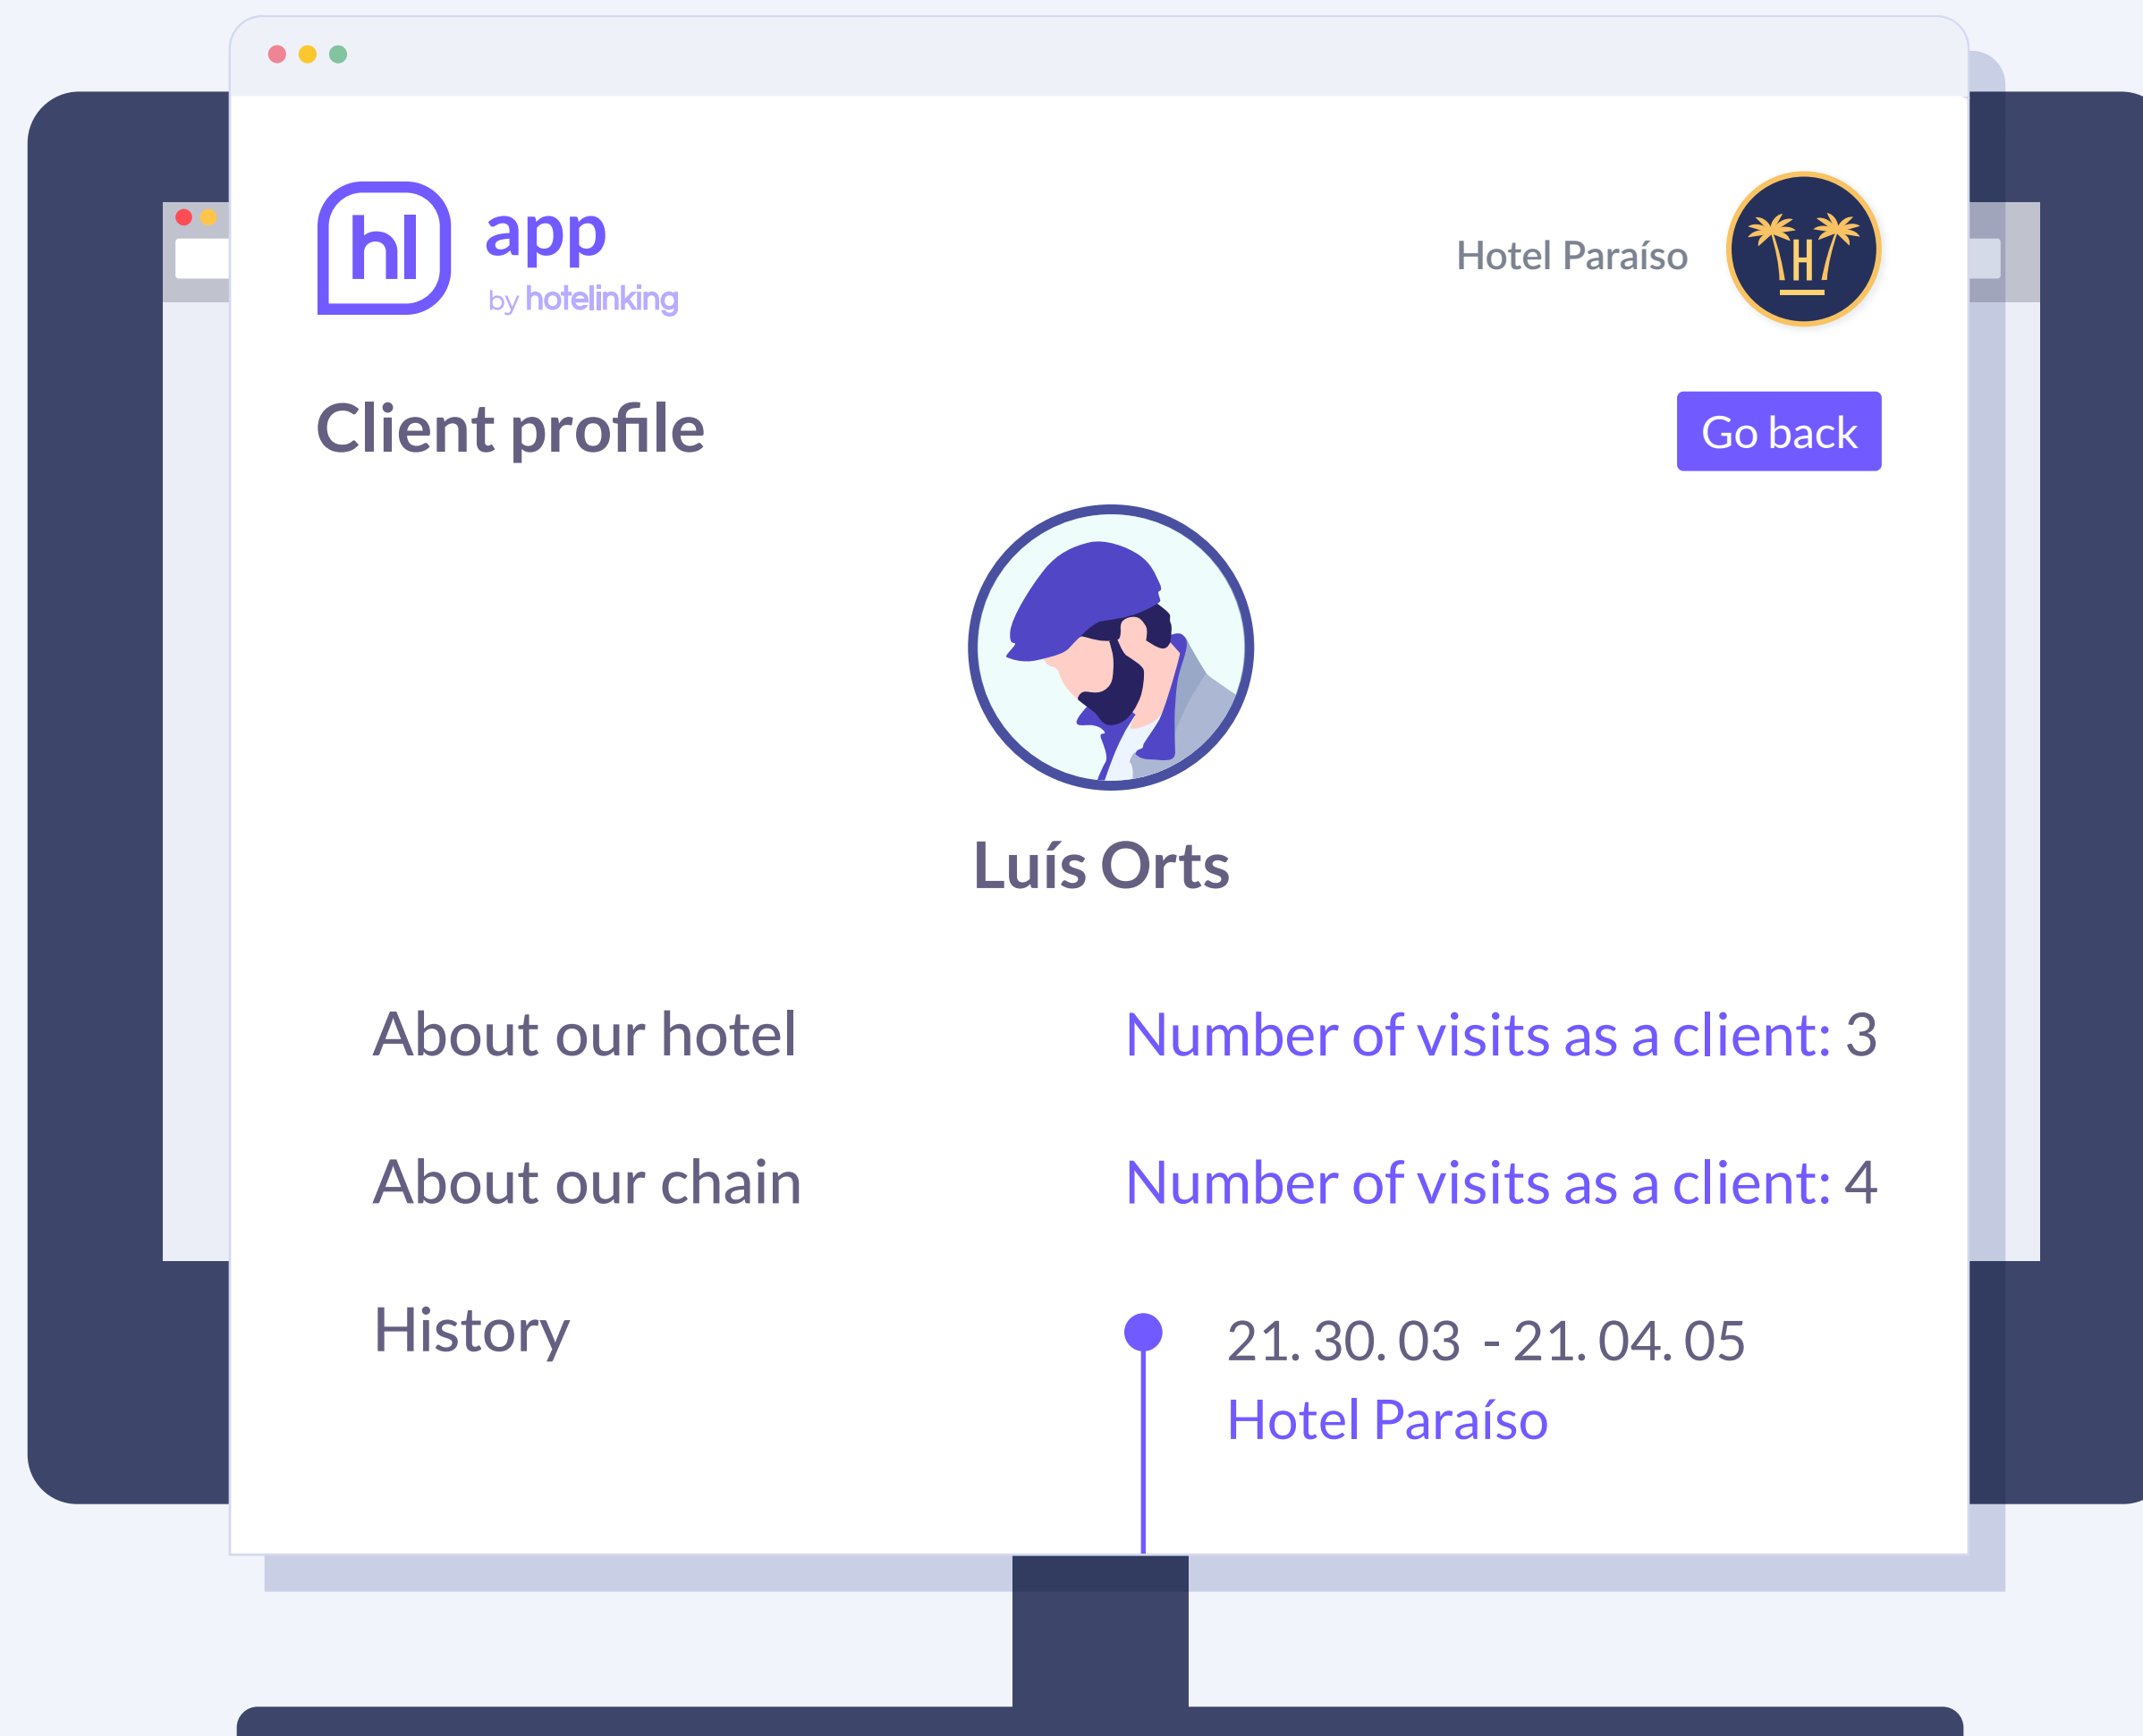 hl app
by hotelinking
Hotel Paraíso
H
Client profile
Go back
Luís Orts
About our hotel
Number of visits as a client: 3
About our chain
Number of visits as a client: 4
History
21. 30. 03 - 21. 04. 05
Hotel Paraíso